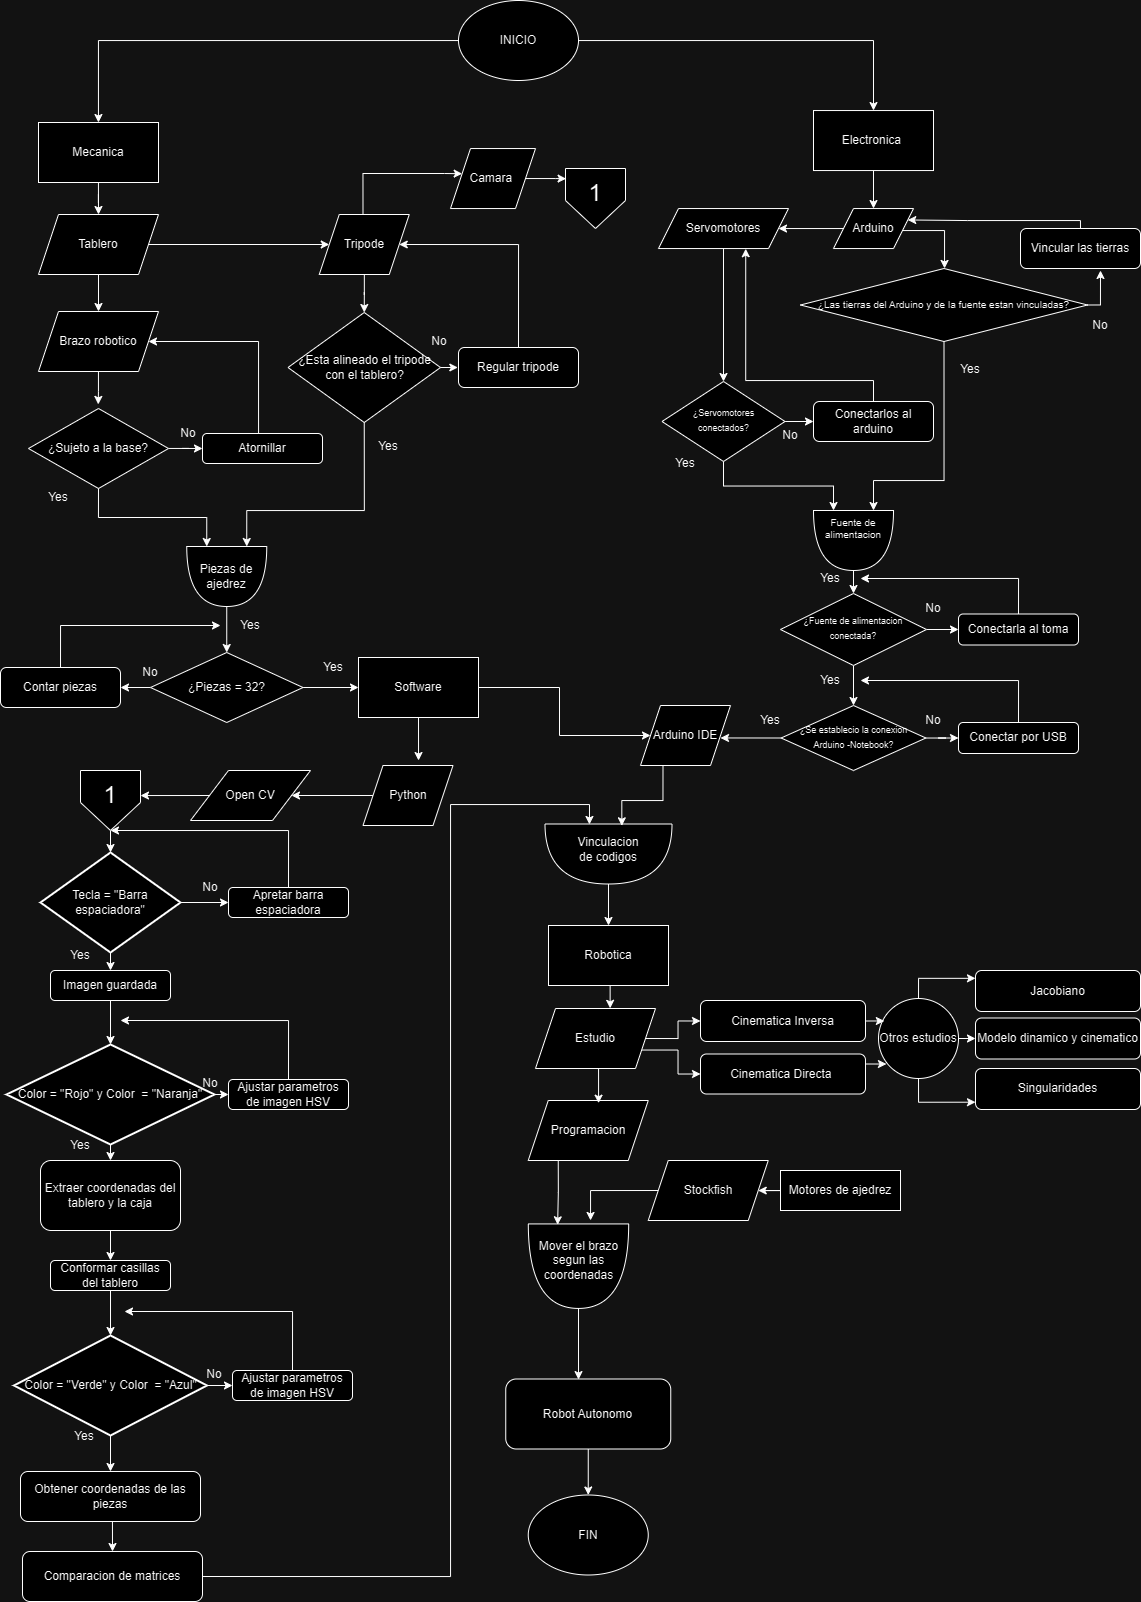 INICIO
Mecanica
Electronica
Camara
1
Tablero
Tripode
Servomotores
Arduino
Vincular las tierras
¿Las tierras del Arduino y de la fuente estan vinculadas?
No
Yes
Brazo robotico
No
¿Esta alineado el tripode
con el tablero?
Regular tripode
Yes
¿Servomotores
conectados?
No
Conectarlos al
arduino
Yes
¿Sujeto a la base?
No
Atornillar
Yes
Fuente de
alimentacion
Piezas de
ajedrez
Yes
Yes
¿Fuente de alimentacion
conectada?
No
Conectarla al toma
Contar piezas
No
¿Piezas = 32?
Yes
Software
Yes
Arduino IDE
Yes
¿Se establecio la conexion
Arduino -Notebook?
No
Conectar por USB
1
Open CV
Python
Vinculacion
de codigos
Tecla = "Barra
espaciadora"
No
Apretar barra
espaciadora
Yes
Imagen guardada
Robotica
Estudio
Cinematica Inversa
Cinematica Directa
Otros estudios
Jacobiano
Modelo dinamico y cinematico
Singularidades
Color = "Rojo" y Color  = "Naranja"
No
Ajustar parametros
de imagen HSV
Yes
Programacion
Extraer coordenadas del
tablero y la caja
Stockfish
Motores de ajedrez
Mover el brazo
segun las
coordenadas
Conformar casillas
del tablero
Color = "Verde" y Color  = "Azul"
No
Ajustar parametros
de imagen HSV
Yes
Robot Autonomo
Obtener coordenadas de las
piezas
FIN
Comparacion de matrices